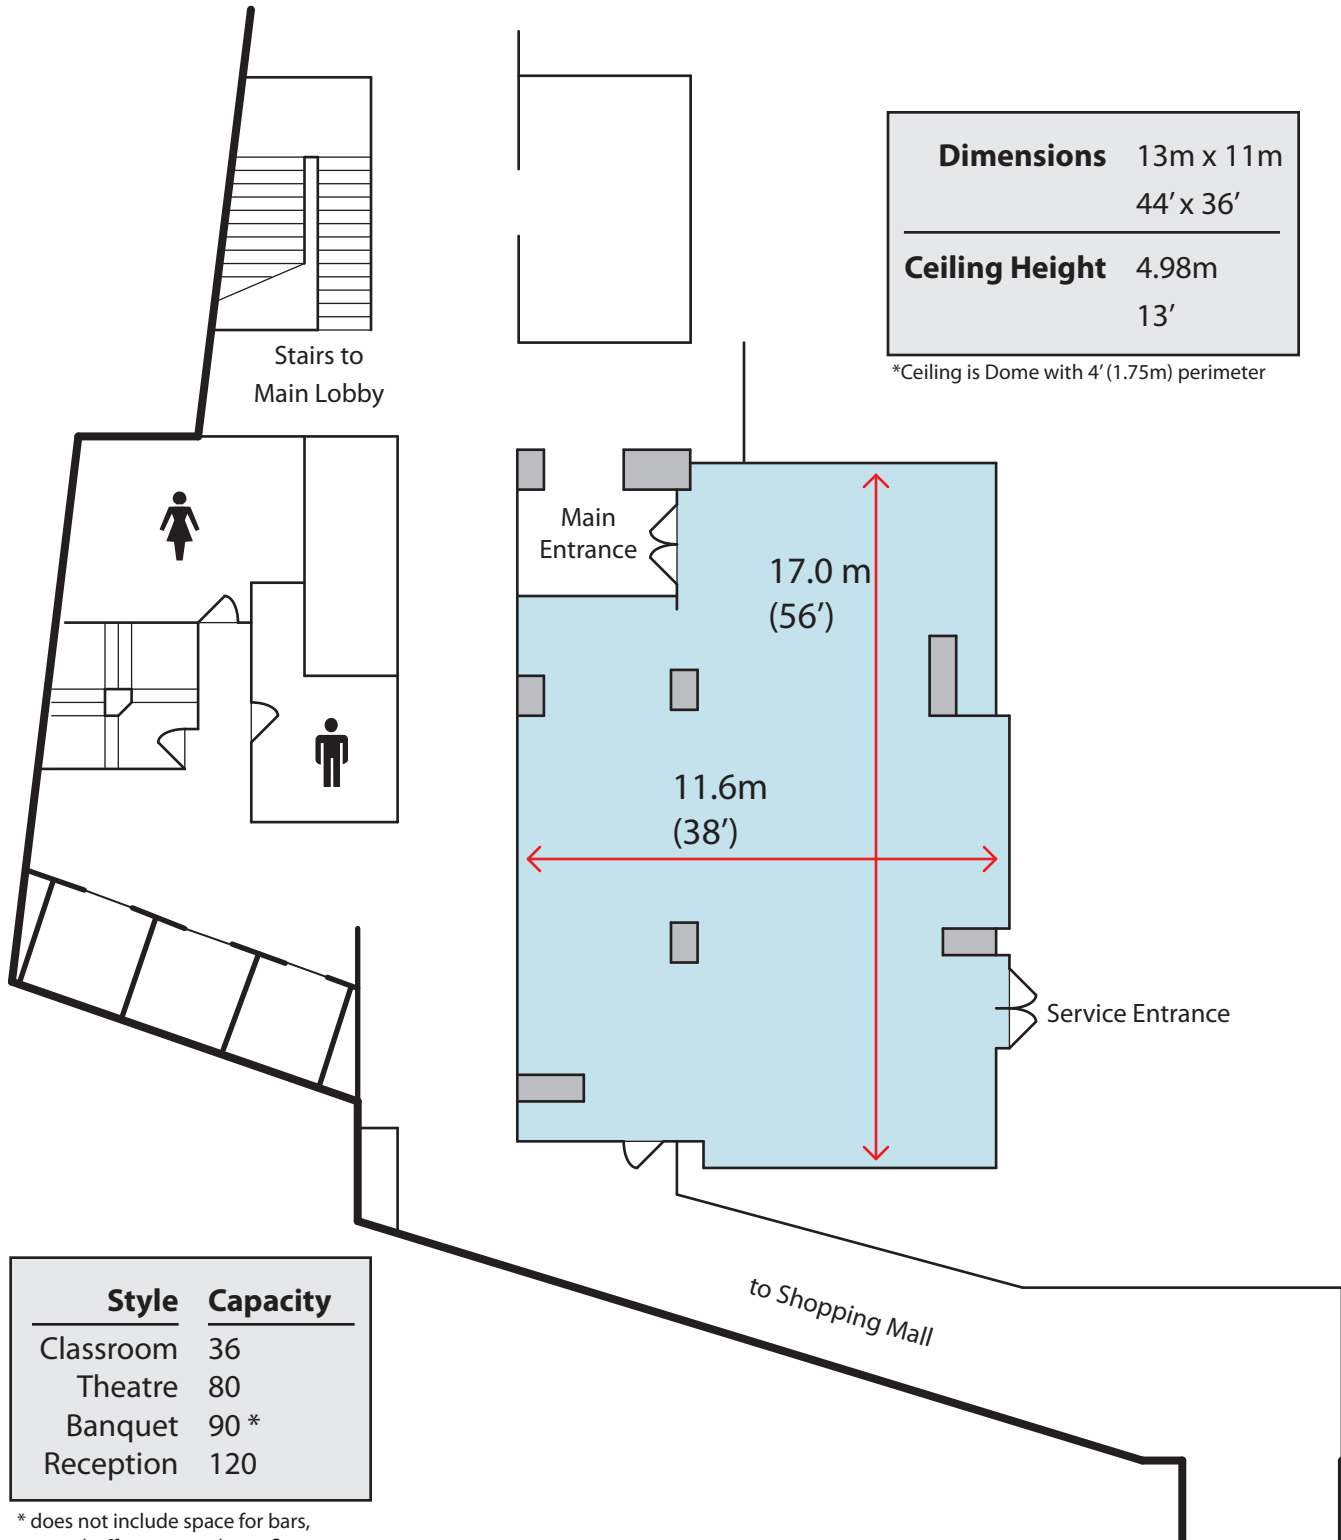 Dimensions 13m x 11m
44’ x 36’
Ceiling Height 4.98m
13’
*Ceiling is Dome with 4’ (1.75m) perimeter
Stairs to
Main Lobby
Main
Entrance
17.0 m
(56’)
11.6m
(38’)
Service Entrance
to Shopping Mall
Style Capacity
Classroom 36
Theatre 80
Banquet 90 *
Reception 120
* does not include space for bars,